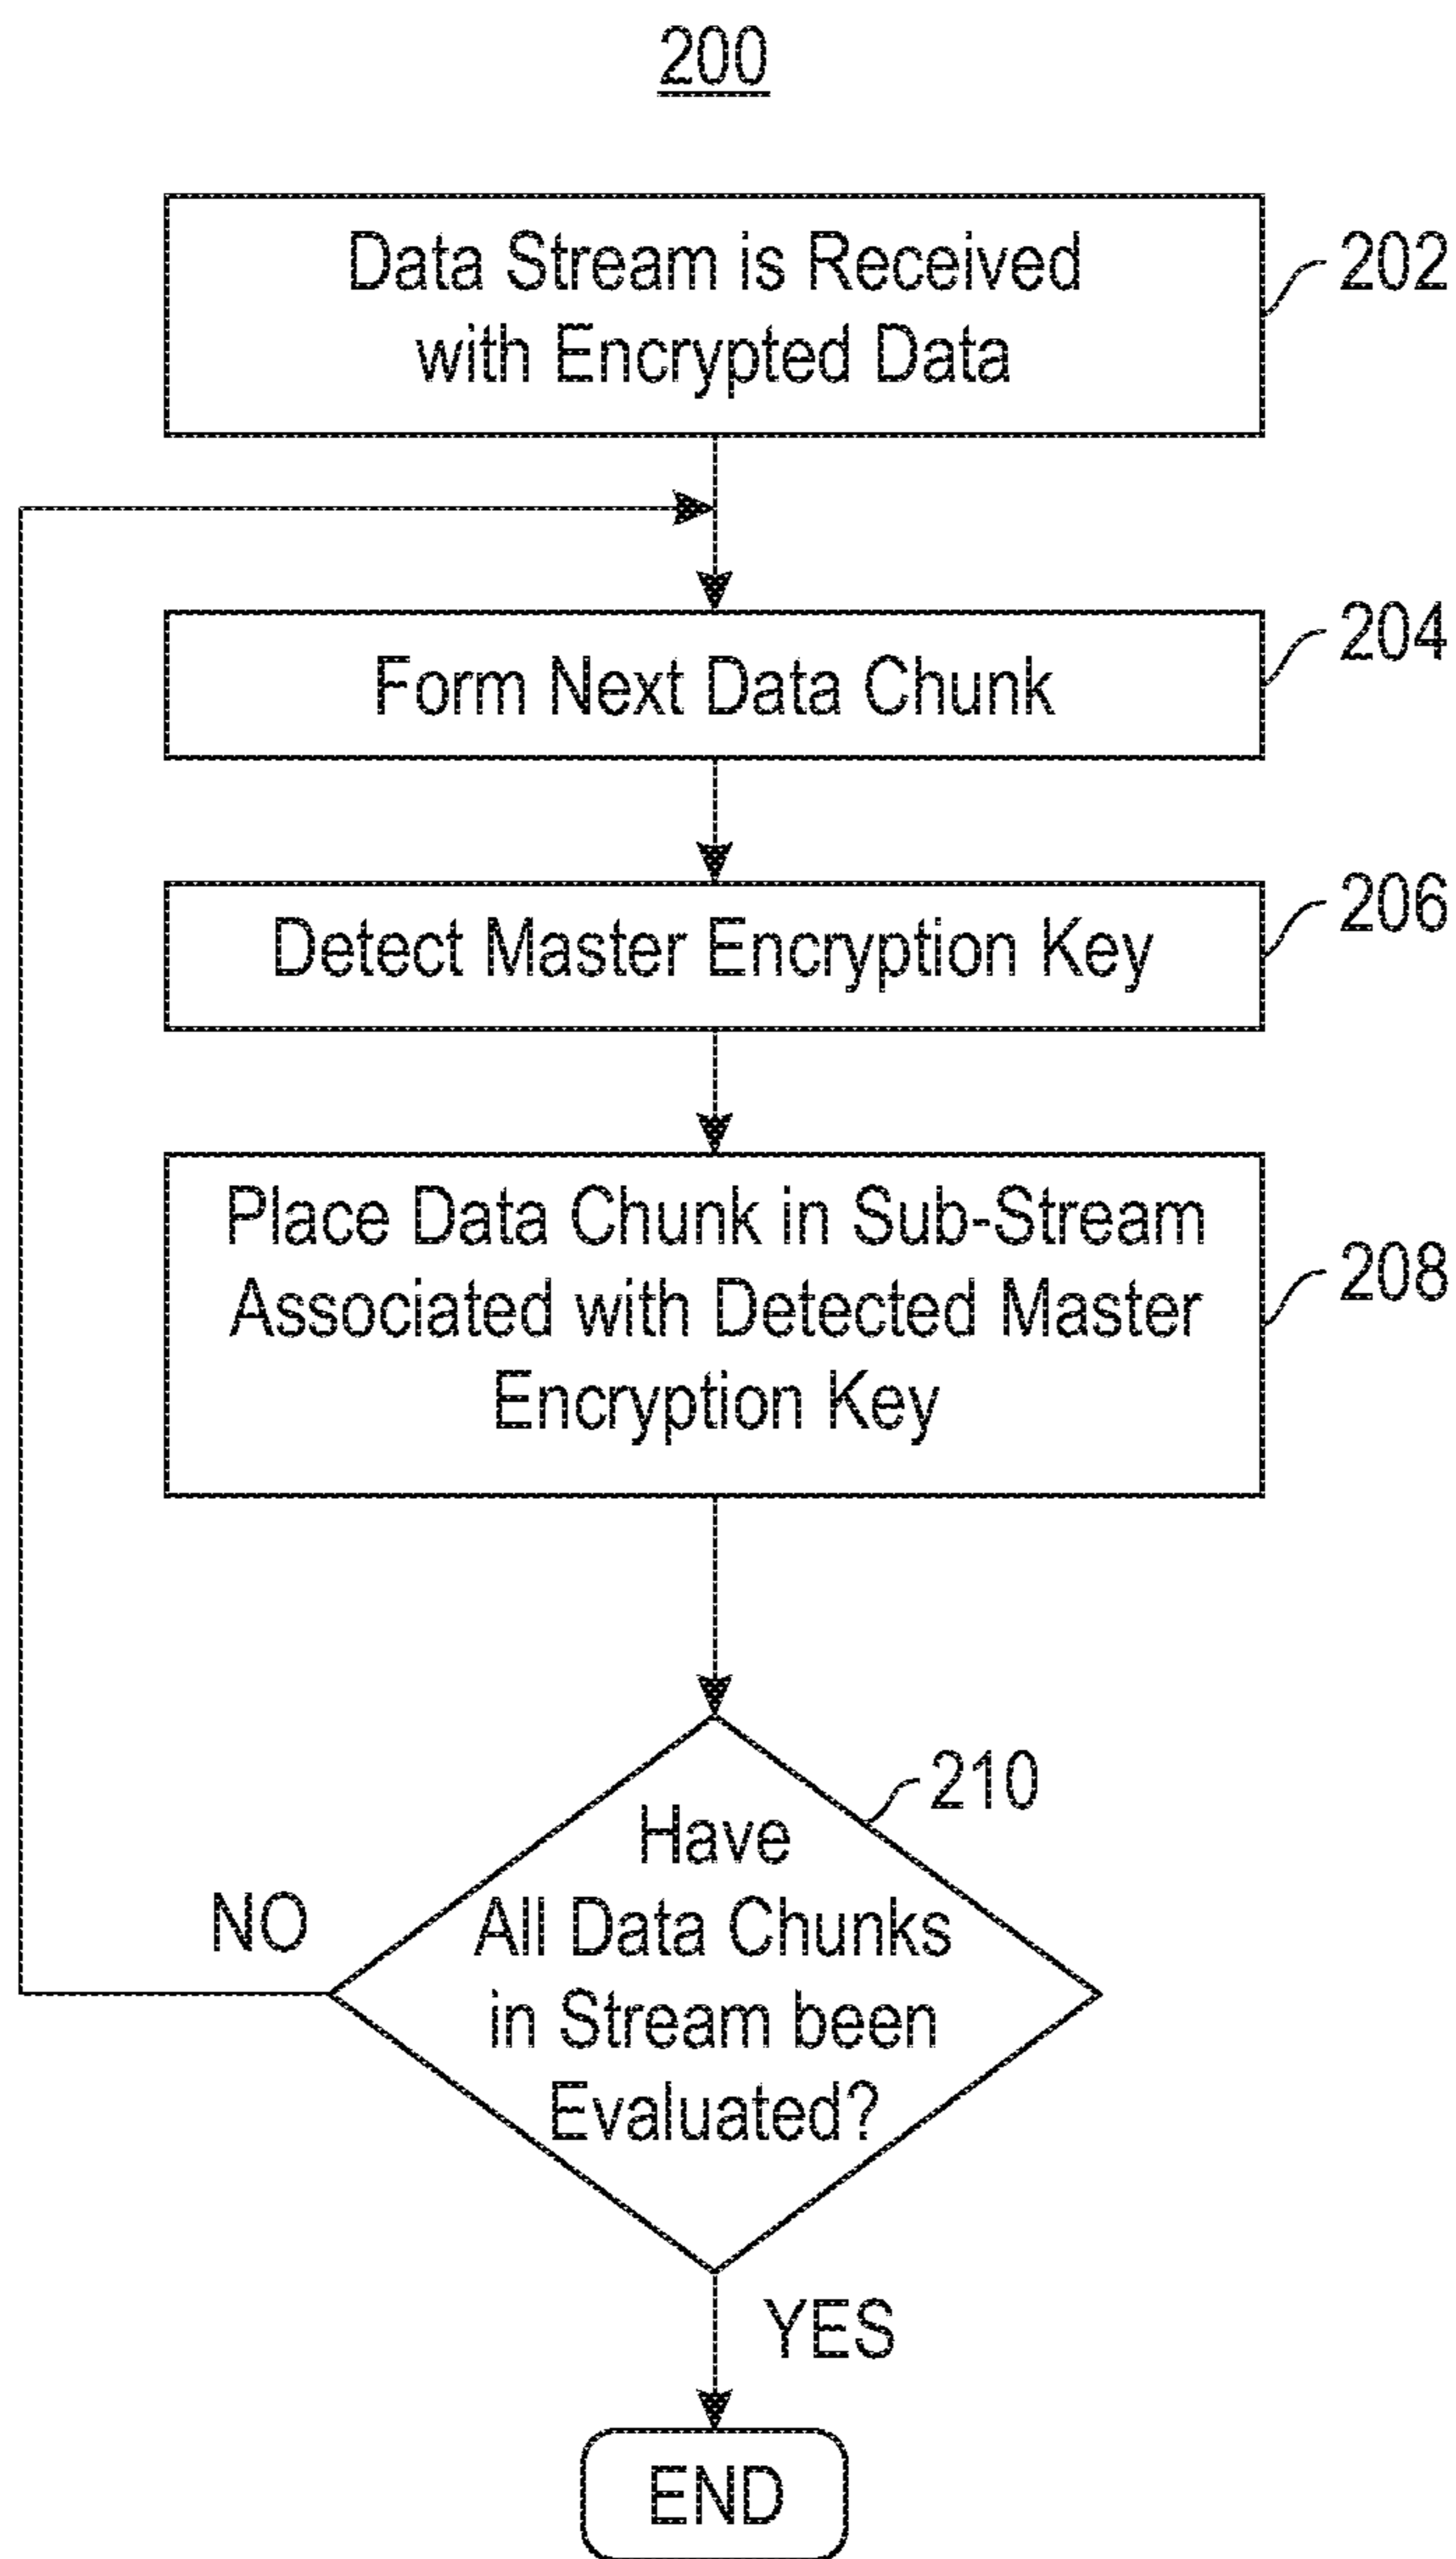 200
Data Stream is Received
with Encrypted Data
202
Form Next Data Chunk
204
Detect Master Encryption Key
206
Place Data Chunk in Sub-Stream
Associated with Detected Master
Encryption Key
208
210
Have
All Data Chunks
in Stream been
Evaluated?
NO
YES
END